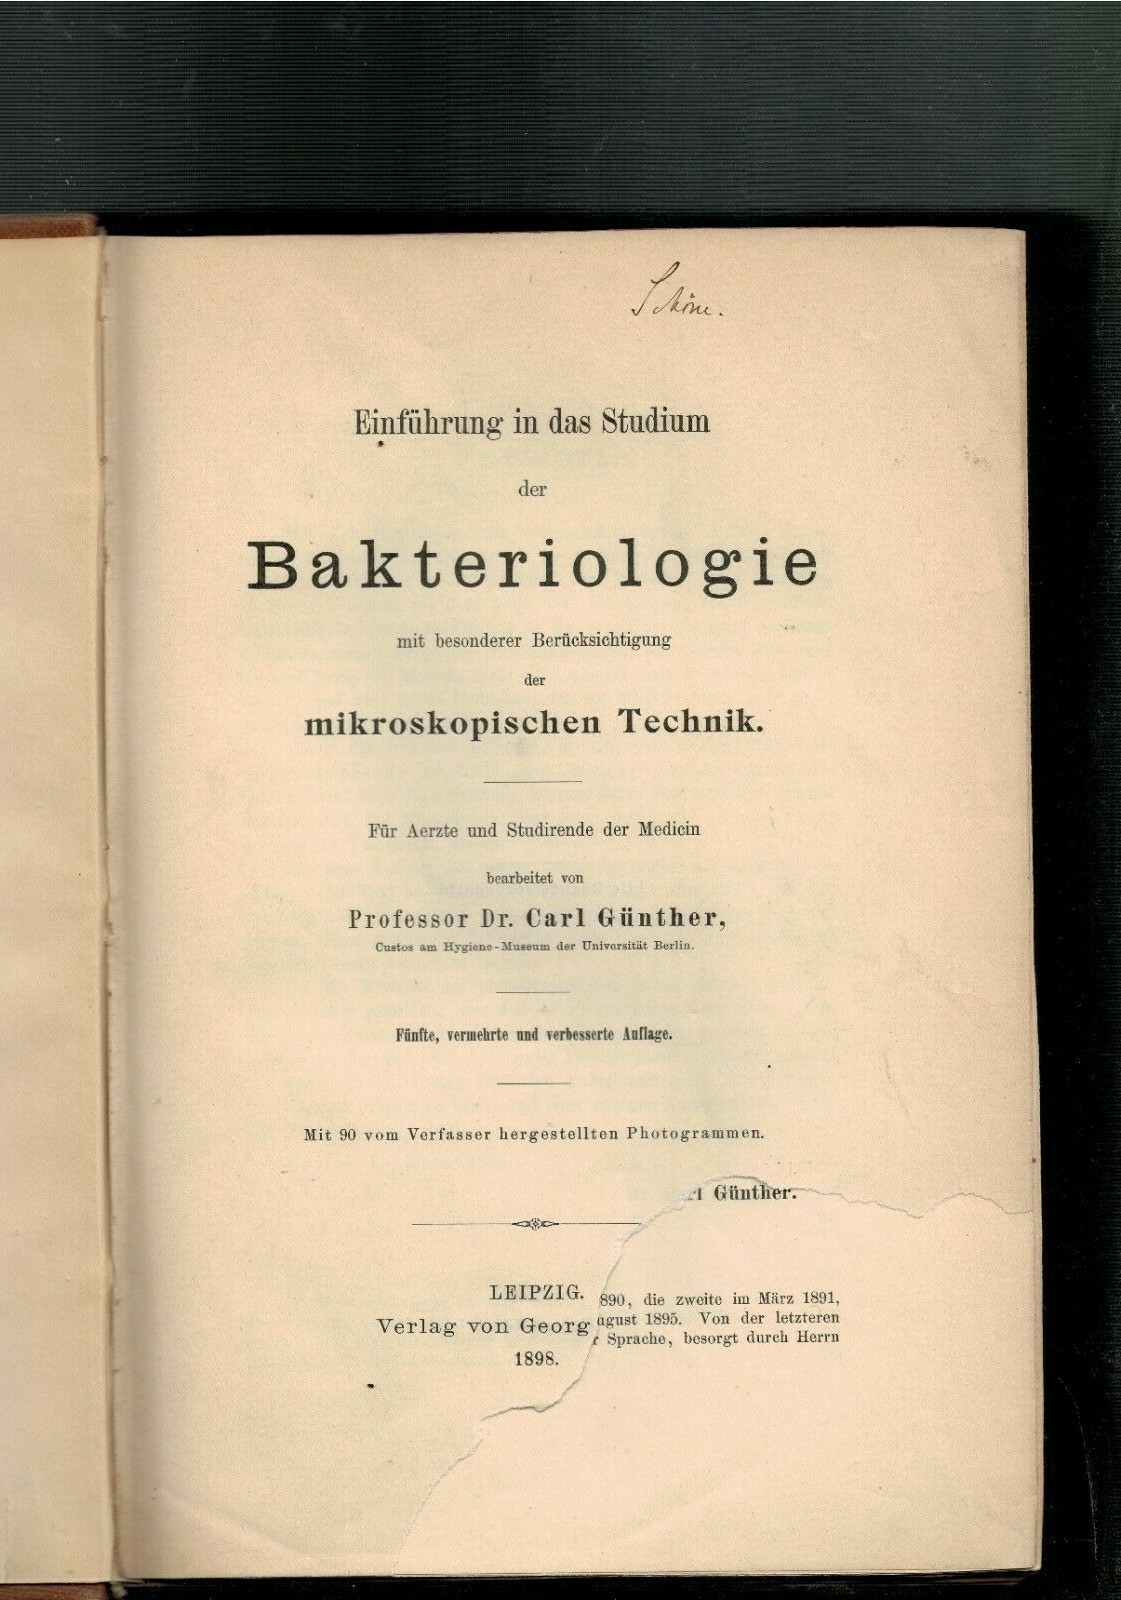 Schöne.
Einführung in das Studium
der
Bakteriologie
mit besonderer Berücksichtigung
der
mikroskopischen Technik.
Für Aerzte und Studirende der Medicin
bearbeitet von
Professor Dr. Carl Günther,
Custos am Hygiene-Museum der Universität Berlin.
Fünfte, vermehrte und verbesserte Auflage.
Mit 90 vom Verfasser hergestellten Photogrammen.
Günther.
LEIPZIG.
890, die zweite im März 1891,
Verlag von Georg
ugust 1895. Von der letzteren
r Sprache, besorgt durch Herrn
1898.